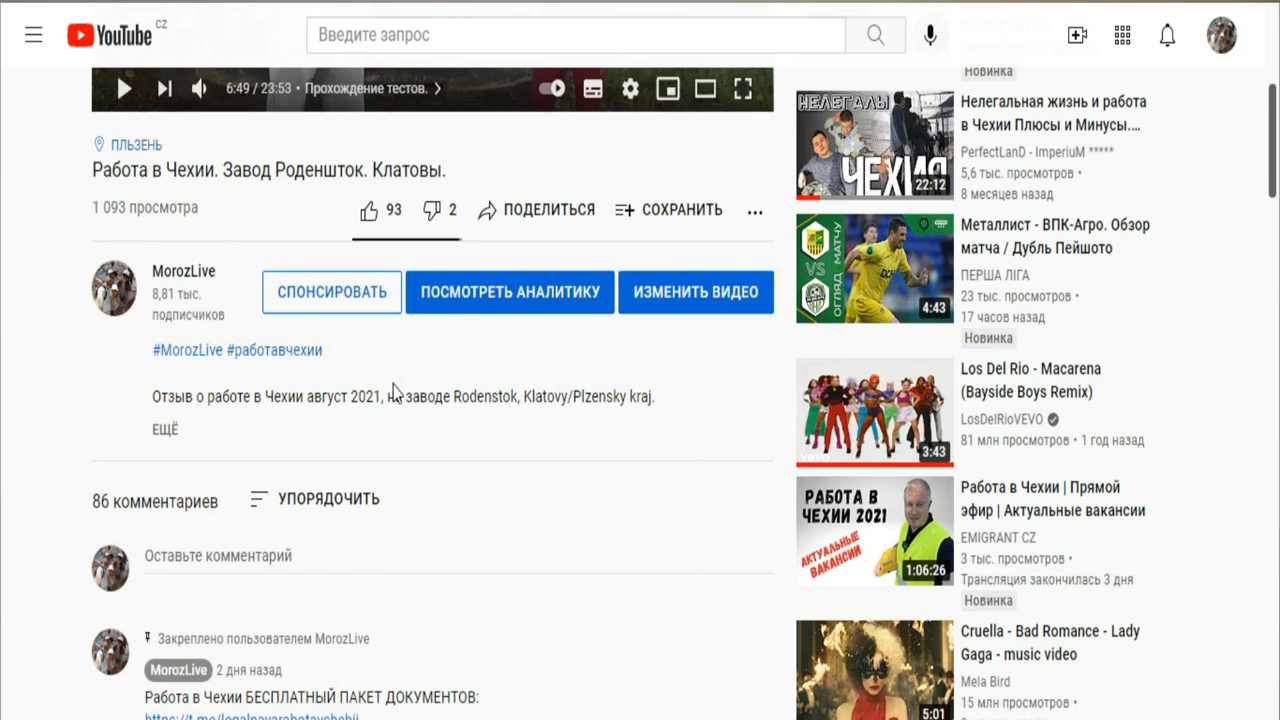 YouTube CZ
Введите запрос
6:49 / 23:53 • Прохождение тестов.
ПЛЬЗЕНЬ
Работа в Чехии. Завод Роденшток. Клатовы.
1 093 просмотра
93
2
ПОДЕЛИТЬСЯ
СОХРАНИТЬ
MorozLive
8,81 тыс.
подписчиков
СПОНСИРОВАТЬ
ПОСМОТРЕТЬ АНАЛИТИКУ
ИЗМЕНИТЬ ВИДЕО
#MorozLive #работавчехии
Отзыв о работе в Чехии август 2021, на заводе Rodenstok, Klatovy/Plzensky kraj.
ЕЩЁ
86 комментариев
УПОРЯДОЧИТЬ
Оставьте комментарий
Закреплено пользователем MorozLive
MorozLive 2 дня назад
Работа в Чехии БЕСПЛАТНЫЙ ПАКЕТ ДОКУМЕНТОВ:
Новинка
НЕЛЕГАЛЫ
ЧЕХИЯ
22:12
Нелегальная жизнь и работа
в Чехии Плюсы и Минусы....
PerfectLanD - ImperiuM *****
5,6 тыс. просмотров •
8 месяцев назад
VS
ОГЛЯД МАТЧУ
4:43
Металлист - ВПК-Агро. Обзор
матча / Дубль Пейшото
ПЕРША ЛІГА
23 тыс. просмотров •
17 часов назад
Новинка
vevo
3:43
Los Del Rio - Macarena
(Bayside Boys Remix)
LosDelRioVEVO
81 млн просмотров • 1 год назад
РАБОТА В
ЧЕХИИ 2021
АКТУАЛЬНЫЕ
ВАКАНСИИ
1:06:26
Работа в Чехии | Прямой
эфир | Актуальные вакансии
EMIGRANT CZ
3 тыс. просмотров •
Трансляция закончилась 3 дня
Новинка
5:01
Cruella - Bad Romance - Lady
Gaga - music video
Mela Bird
15 млн просмотров •